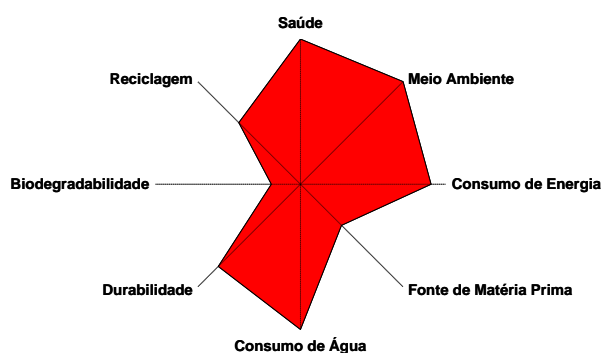 Saúde
Reciclagem
Meio Ambiente
Biodegradabilidade
Consumo de Energia
Durabilidade
Fonte de Matéria Prima
Consumo de Água